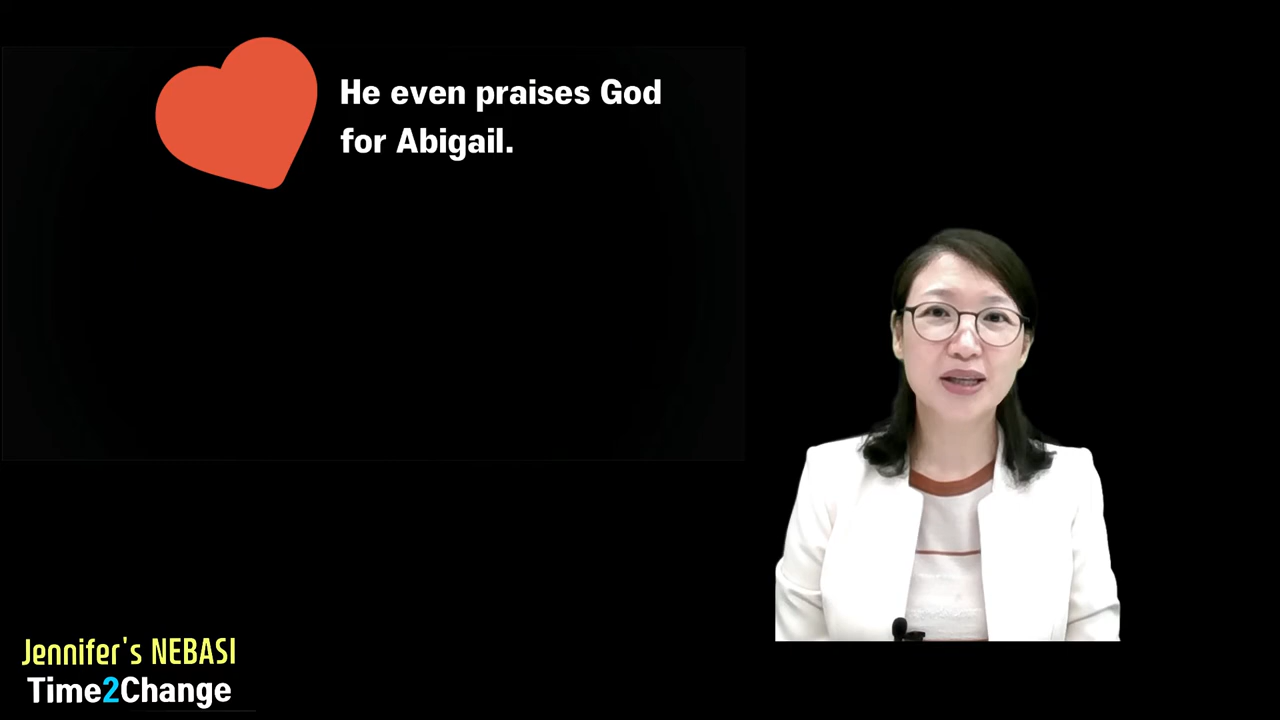 He even praises God
for Abigail.
Jennifer's NEBASI
Time2Change